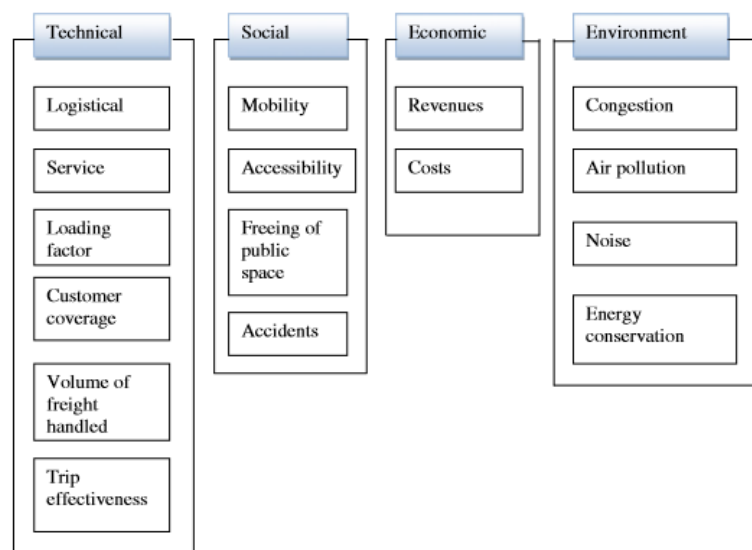 Technical
Logistical
Service
Loading
factor
Customer
coverage
Volume of
freight
handled
Trip
effectiveness
Social
Mobility
Accessibility
Freeing of
public
space
Accidents
Economic
Revenues
Costs
Environment
Congestion
Air pollution
Noise
Energy
conservation